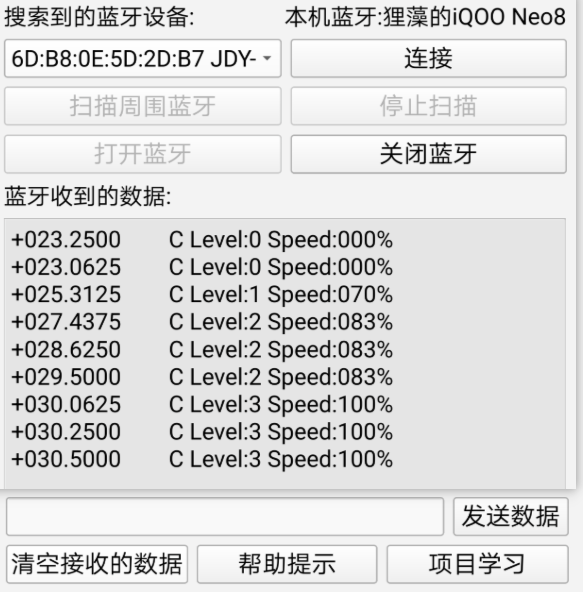 搜索到的蓝牙设备: 本机蓝牙:狸藻的iQOO Neo8
6D:B8:0E:5D:2D:B7 JDY- 连接
扫描周围蓝牙 停止扫描
打开蓝牙 关闭蓝牙
蓝牙收到的数据:
+023.2500 C Level:0 Speed:000%
+023.0625 C Level:0 Speed:000%
+025.3125 C Level:1 Speed:070%
+027.4375 C Level:2 Speed:083%
+028.6250 C Level:2 Speed:083%
+029.5000 C Level:2 Speed:083%
+030.0625 C Level:3 Speed:100%
+030.2500 C Level:3 Speed:100%
+030.5000 C Level:3 Speed:100%
发送数据
清空接收的数据 帮助提示 项目学习